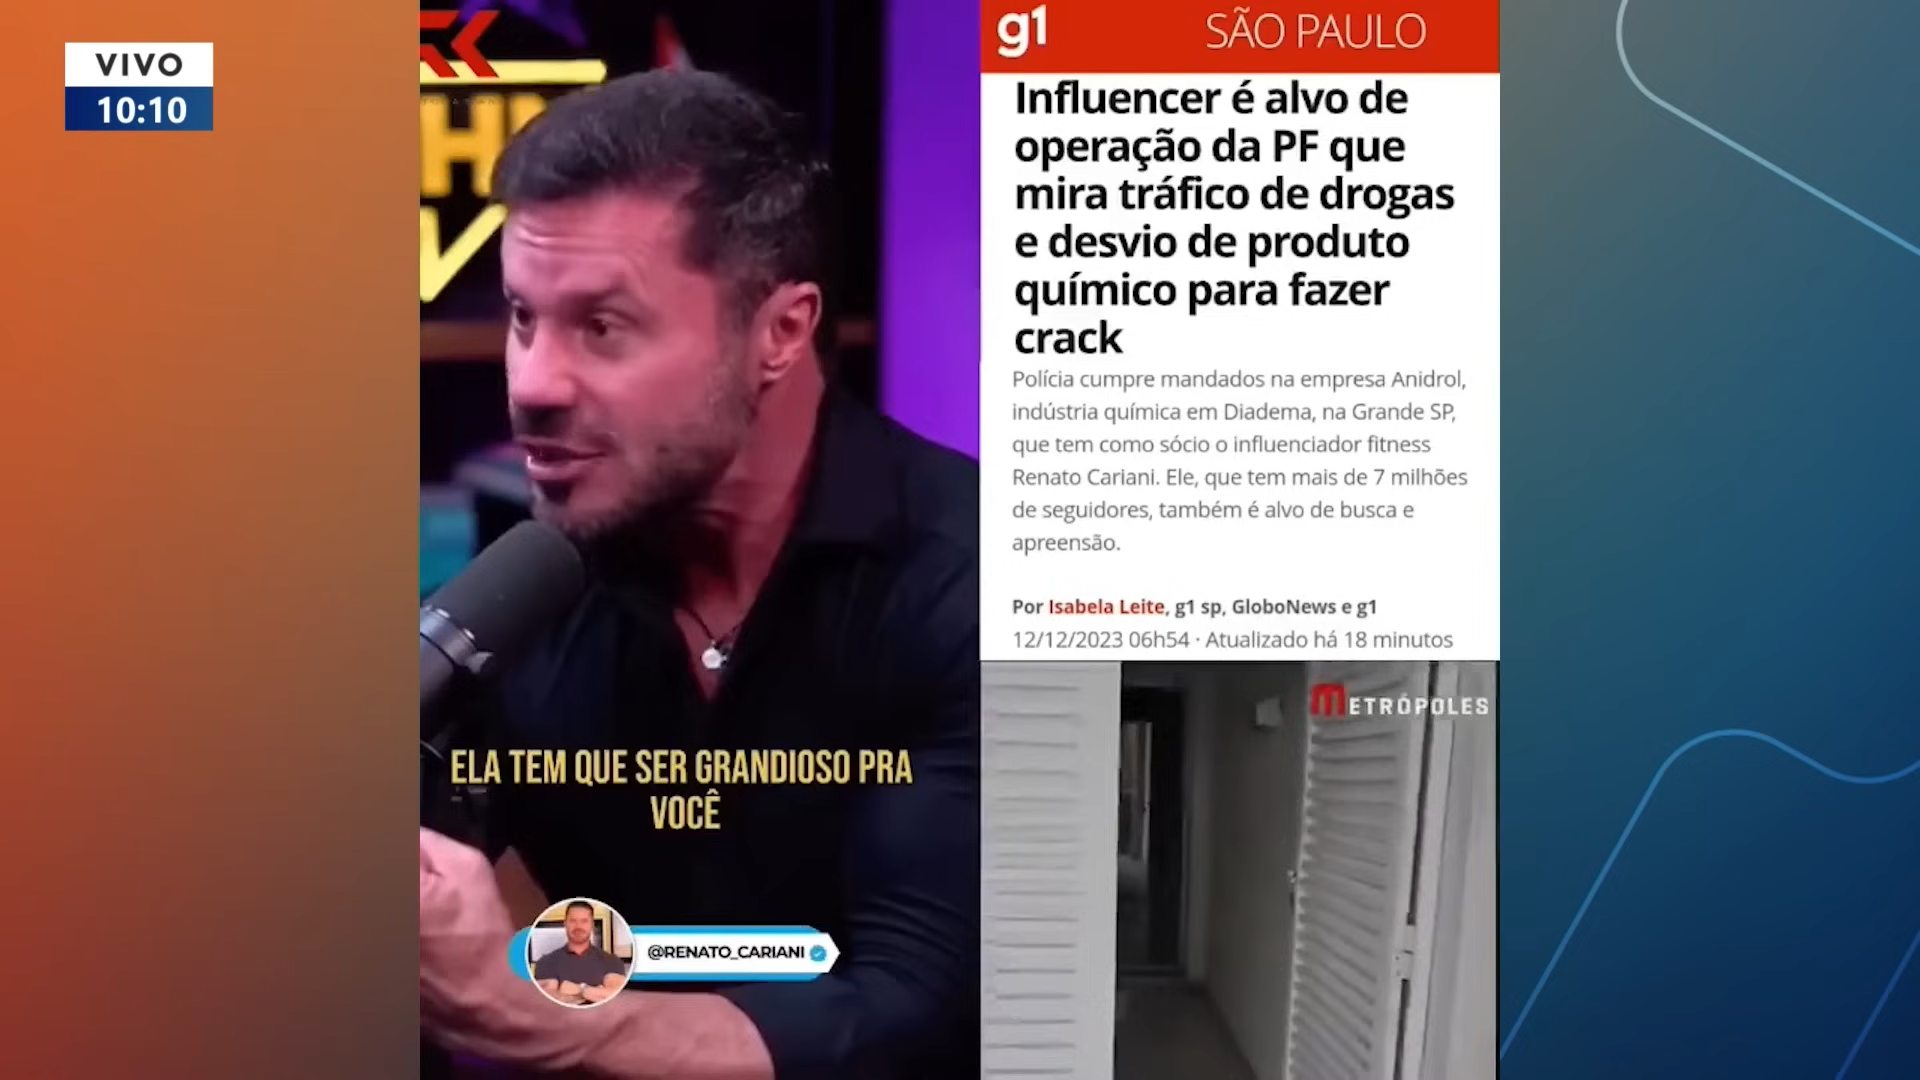 VIVO
10:10
ELA TEM QUE SER GRANDIOSO PRA
VOCÊ
@RENATO_CARIANI
g1 SÃO PAULO
Influencer é alvo de
operação da PF que
mira tráfico de drogas
e desvio de produto
químico para fazer
crack
Polícia cumpre mandados na empresa Anidrol,
indústria química em Diadema, na Grande SP,
que tem como sócio o influenciador fitness
Renato Cariani. Ele, que tem mais de 7 milhões
de seguidores, também é alvo de busca e
apreensão.
Por Isabela Leite, g1 sp, GloboNews e g1
12/12/2023 06h54 · Atualizado há 18 minutos
METRÓPOLES